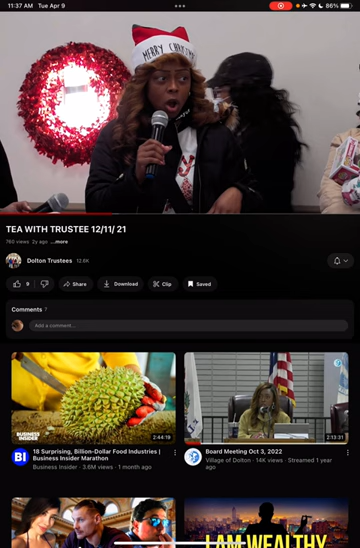 11:37 AM Tue Apr 9
86%
MERRY CHRISTMAS
TEA WITH TRUSTEE 12/11/ 21
760 views 2y ago ...more
Dolton Trustees 12.6K
8 Share Download Clip Saved
Comments 7
Add a comment...
BUSINESS
INSIDER
2:44:19
2:13:31
BI
18 Surprising, Billion-Dollar Food Industries |
Business Insider Marathon
Business Insider · 3.6M views · 1 month ago
Board Meeting Oct 3, 2022
Village of Dolton · 14K views · Streamed 1 year
ago
I AM WEALTHY